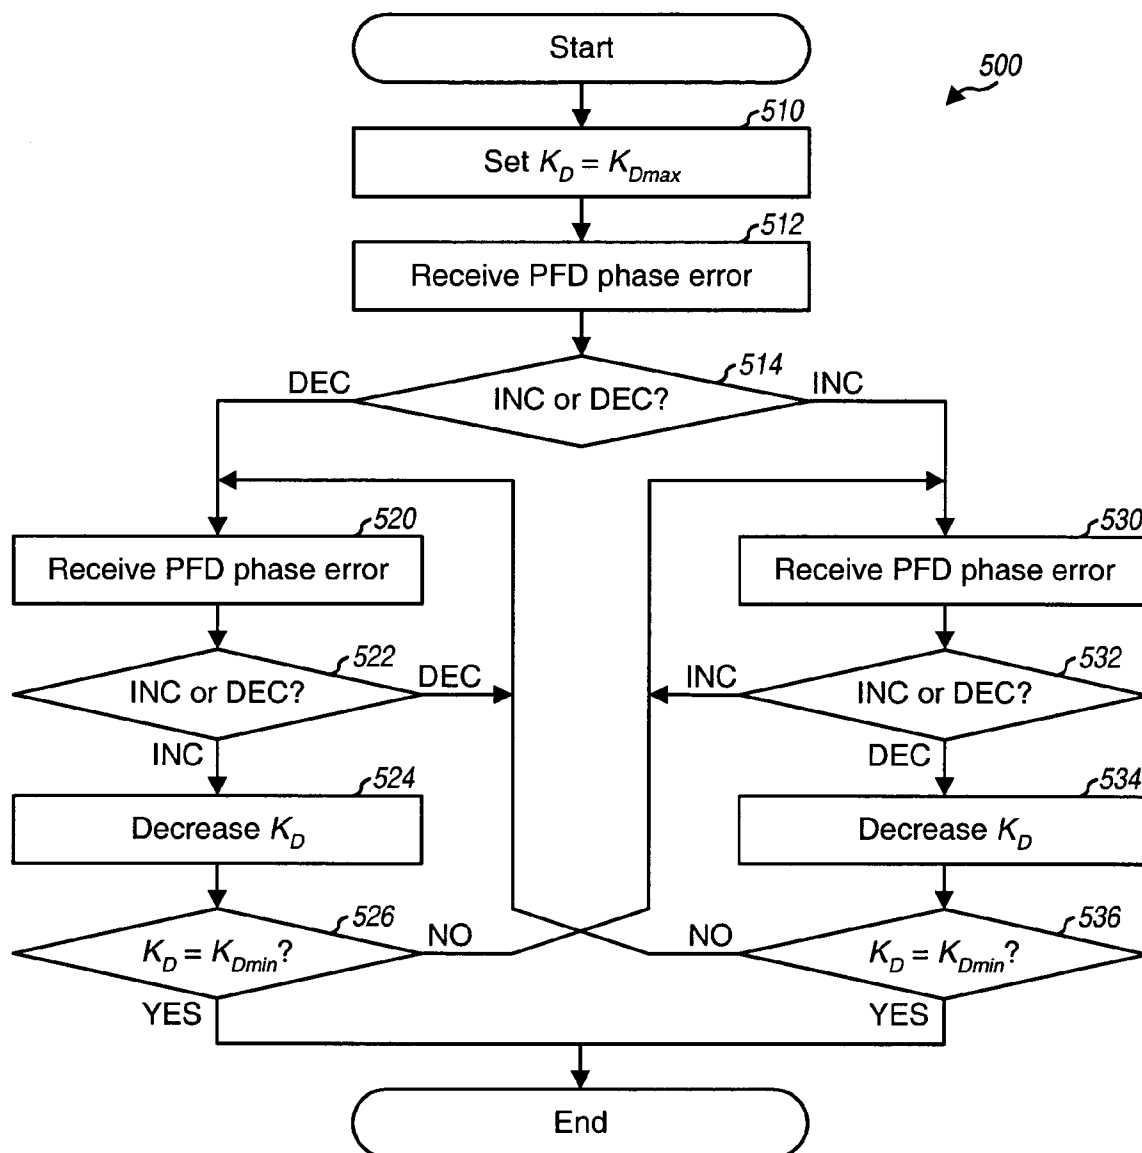 Start
500
510
Set K_D = K_Dmax
512
Receive PFD phase error
514
DEC
INC or DEC?
INC
520
530
Receive PFD phase error
Receive PFD phase error
522
532
INC or DEC?
DEC
INC
INC or DEC?
INC
DEC
524
534
Decrease K_D
Decrease K_D
526
536
K_D = K_Dmin?
NO
NO
K_D = K_Dmin?
YES
YES
End